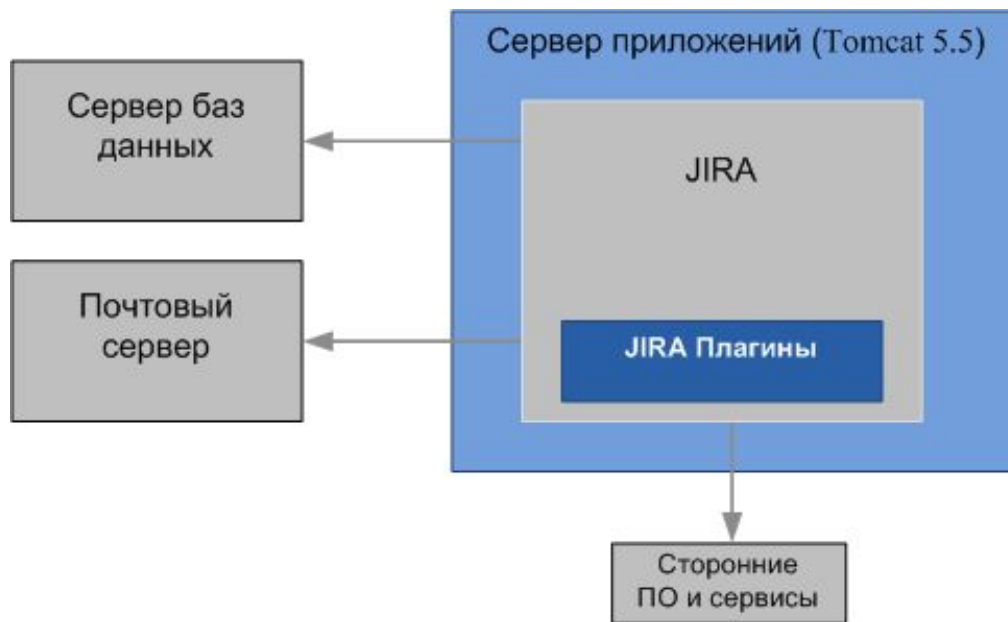 Сервер приложений (Tomcat 5.5)
Сервер баз
данных
JIRA
Почтовый
сервер
JIRA Плагины
Сторонние
ПО и сервисы